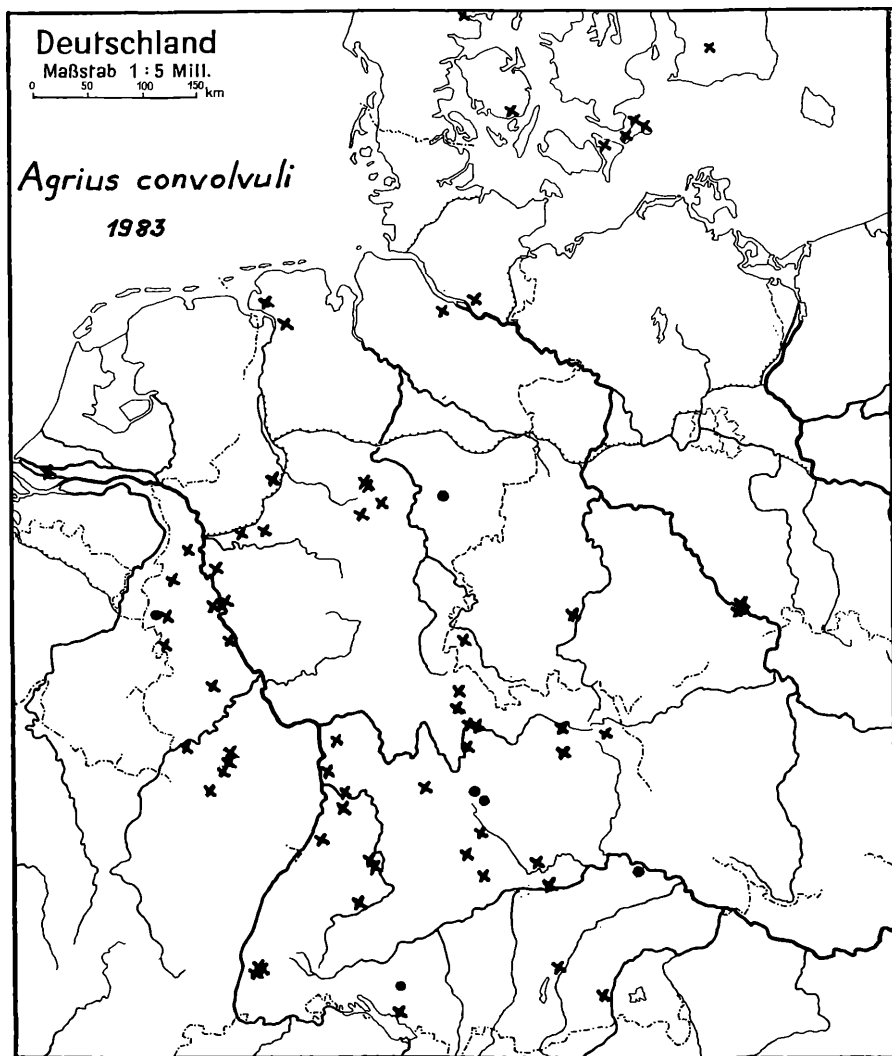 Deutschland
Maßstab 1 : 5 Mill.
0 50 100 150 km
Agrius convolvuli
1983